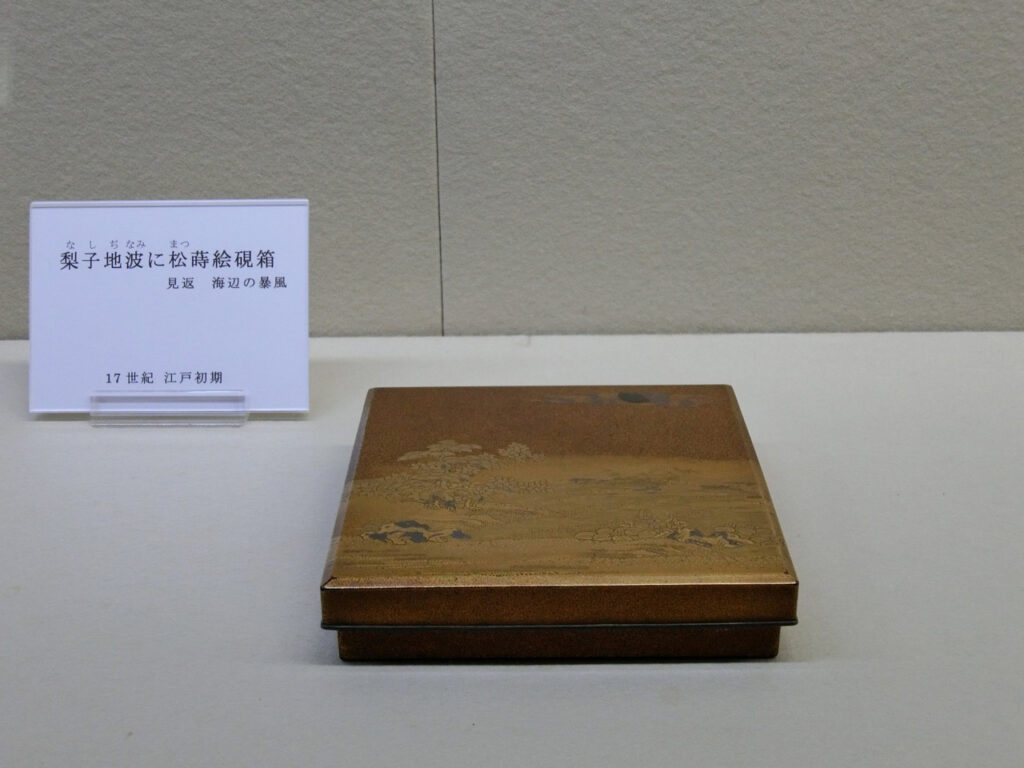 なしぢなみ まつ
梨子地波に松蒔絵硯箱
見返 海辺の暴風
17世紀 江戸初期